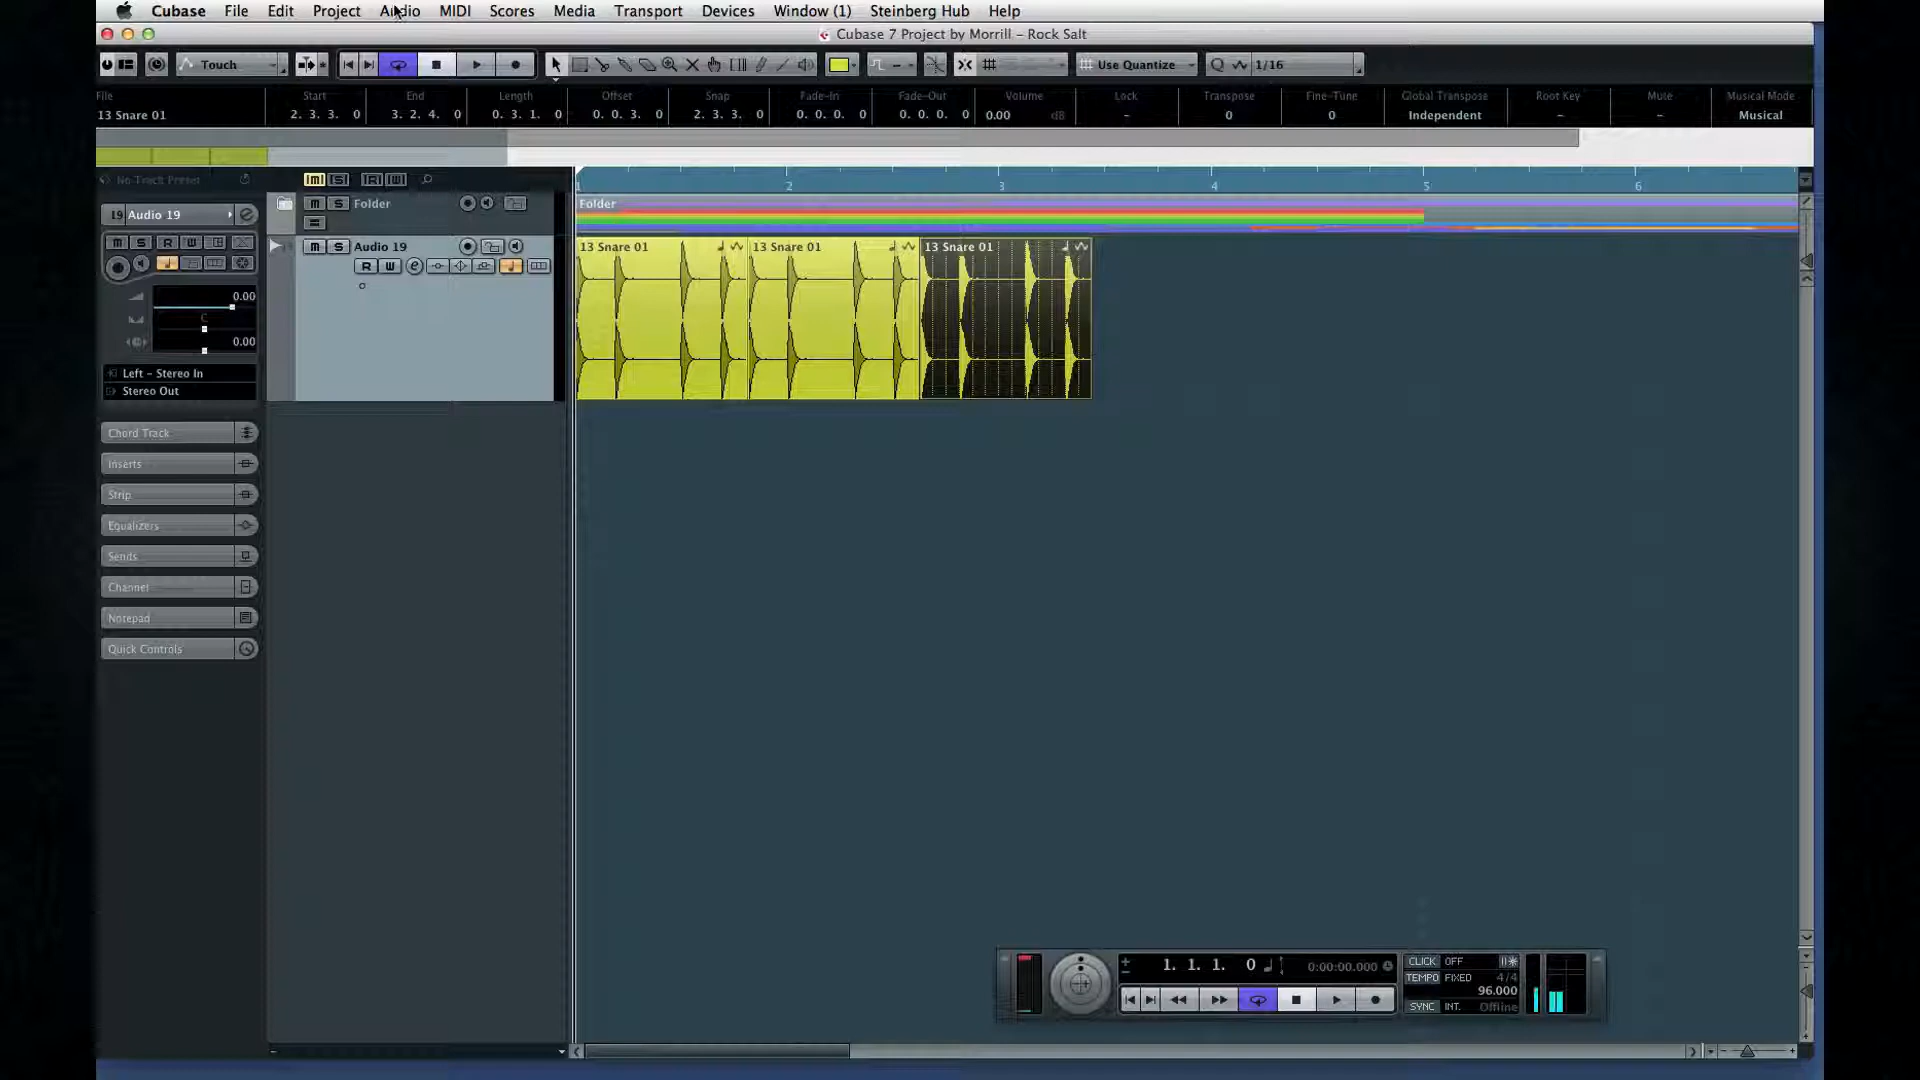 Cubase File Edit Project Audio MIDI Scores Media Transport Devices Window (1) Steinberg Hub Help
Cubase 7 Project by Morrill – Rock Salt
Touch Use Quantize Q 1/16
File Start End Length Offset Snap Fade-In Fade-Out Volume Lock Transpose Fine-Tune Global Transpose Root Key Mute Musical Mode
13 Snare 01 2. 3. 3. 0 3. 2. 4. 0 0. 3. 1. 0 0. 0. 3. 0 2. 3. 3. 0 0. 0. 0. 0 0. 0. 0. 0 0.00 dB - 0 0 Independent - - Musical
No Track Preset m S R W
1 2 3 4 5 6
m S Folder
Folder
19 Audio 19
m S R W
m S Audio 19
R W e
13 Snare 01 13 Snare 01 13 Snare 01
0.00
C
0.00
Left – Stereo In
Stereo Out
Chord Track
Inserts
Strip
Equalizers
Sends
Channel
Notepad
Quick Controls
1. 1. 1. 0 0:00:00.000
CLICK OFF
TEMPO FIXED 4/4
96.000
SYNC INT. Offline